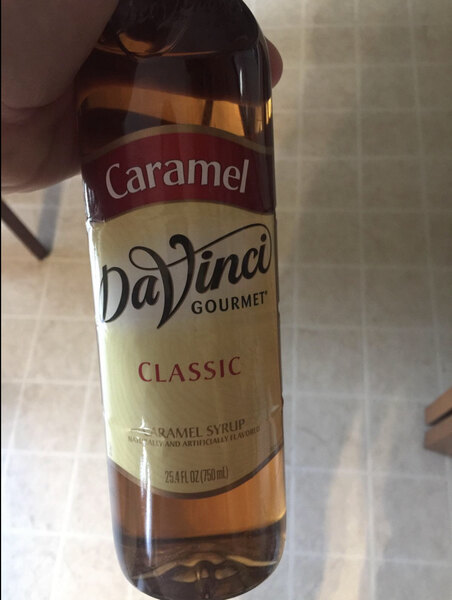 Caramel
DaVinci
GOURMET®
CLASSIC
CARAMEL SYRUP
NATURALLY AND ARTIFICIALLY FLAVORED
25.4 FL OZ (750 mL)